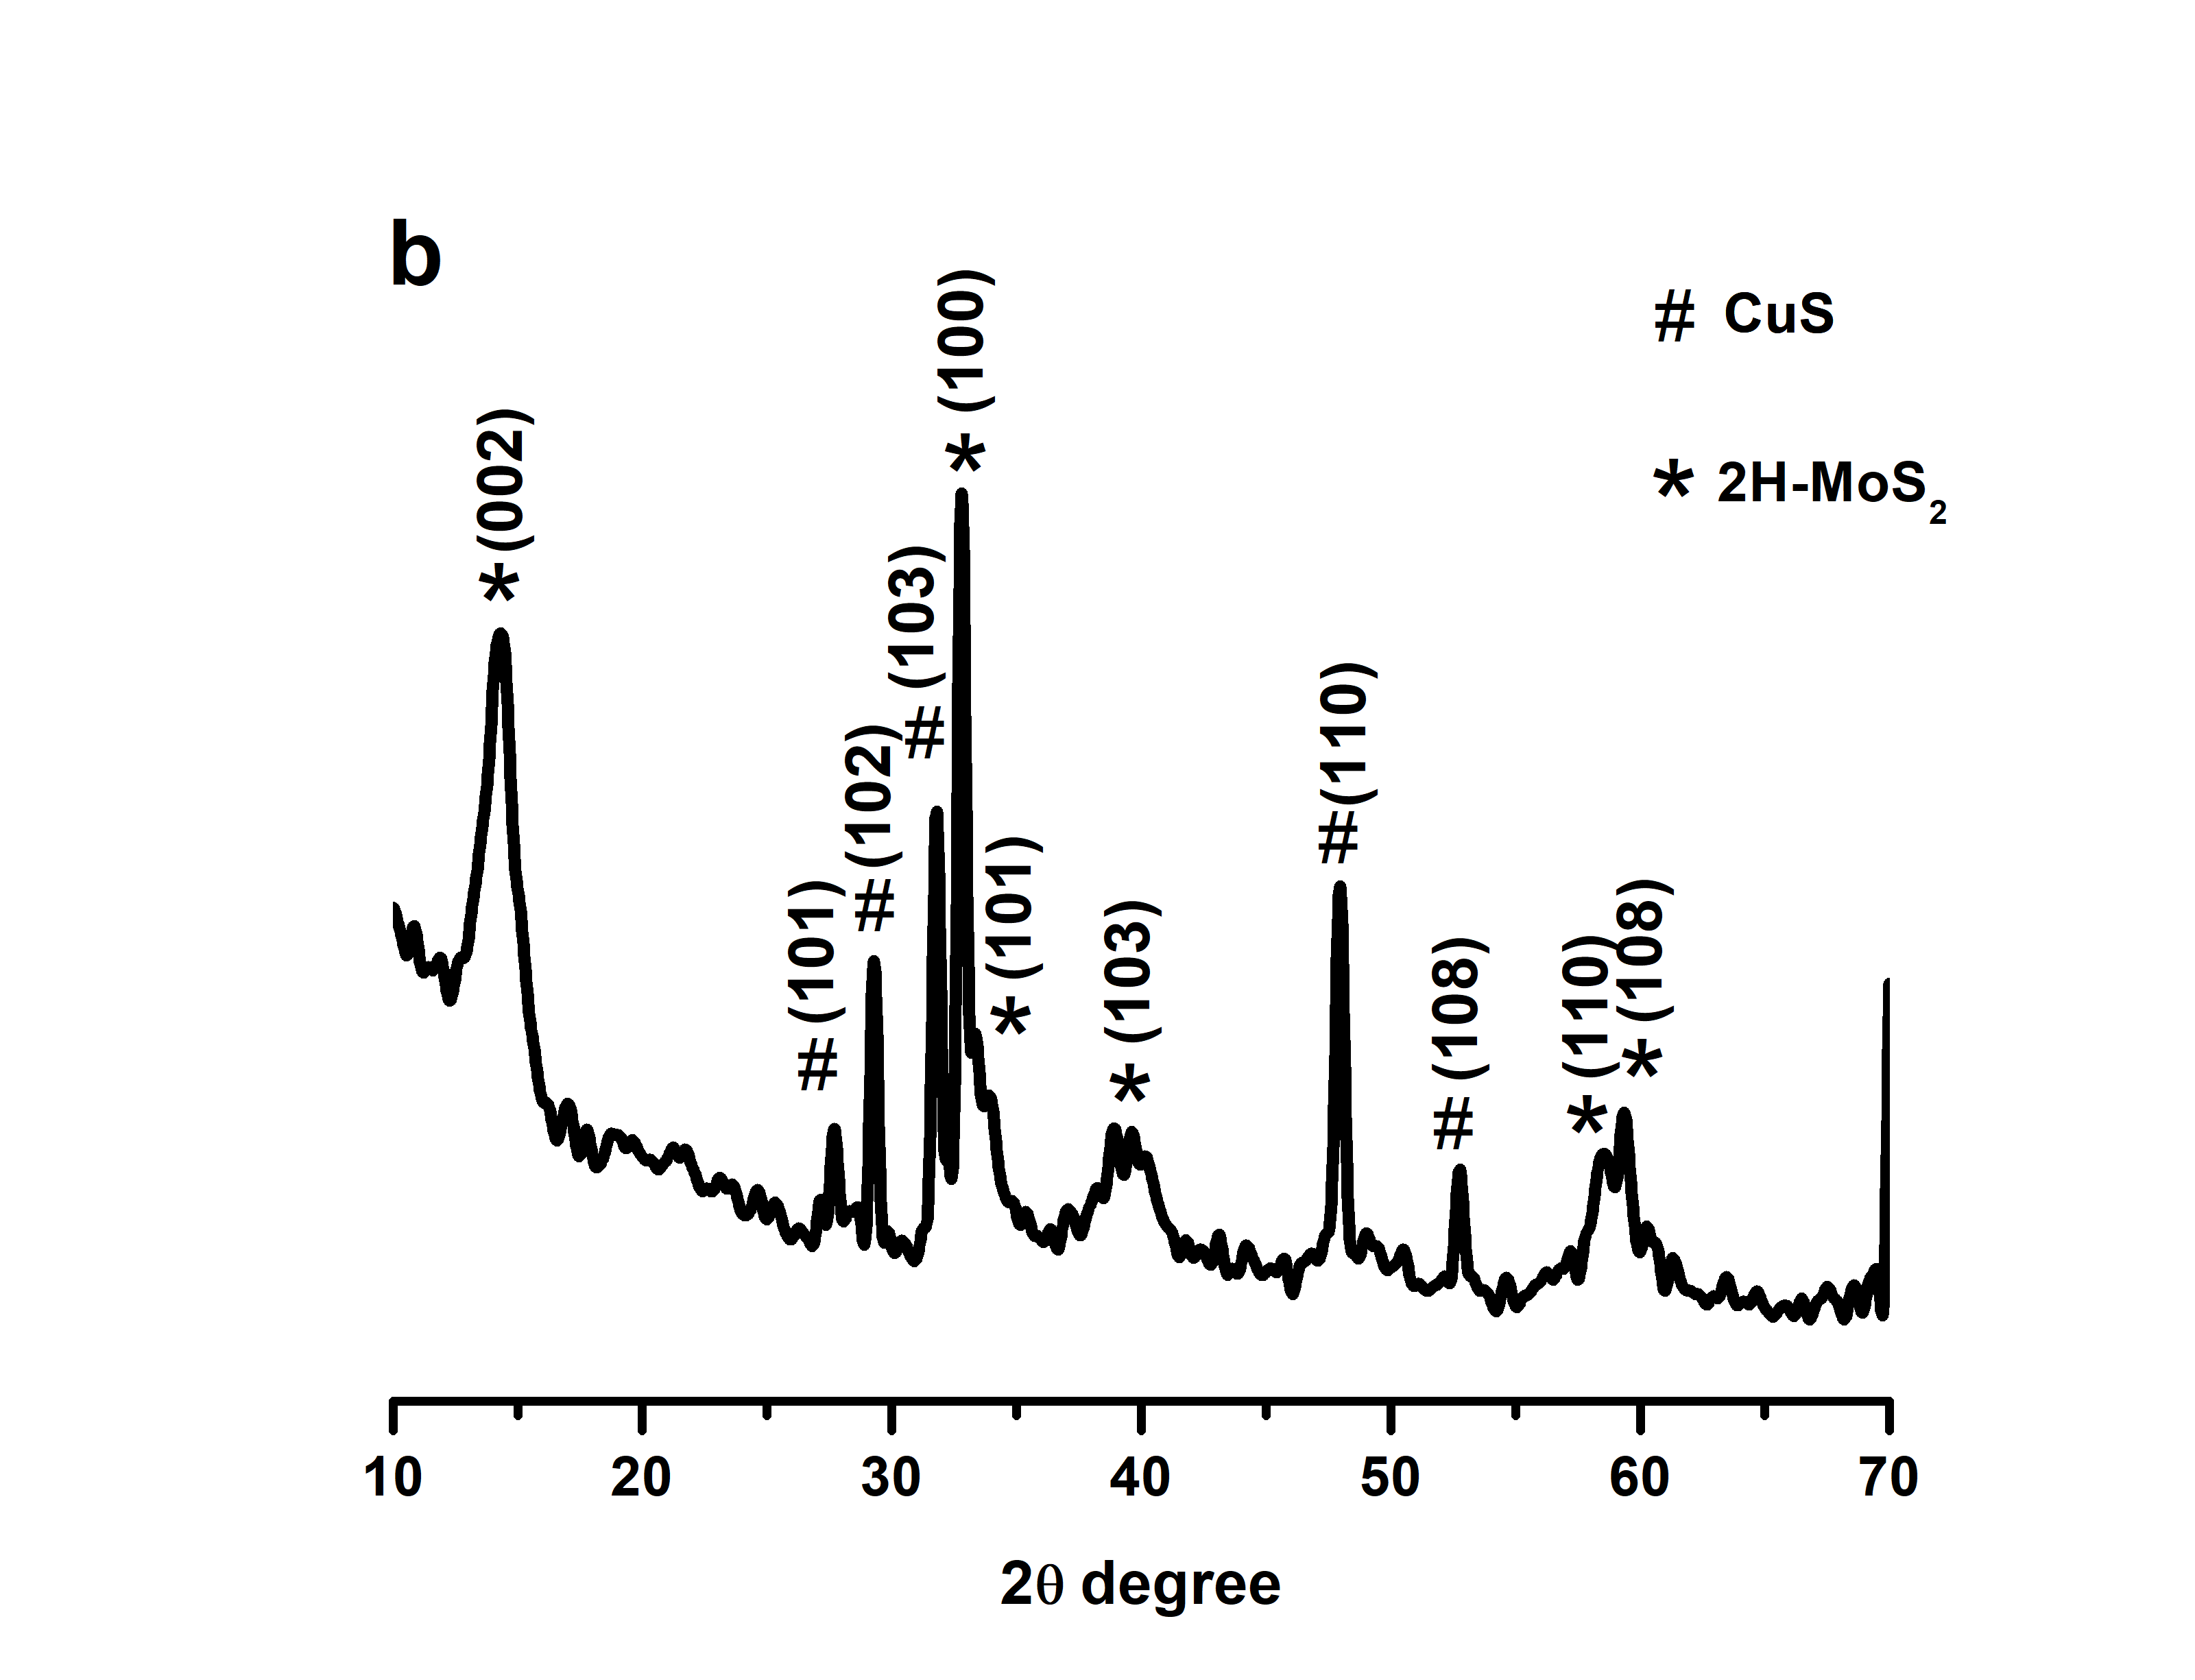 b
# CuS
* 2H-MoS2
*(002)
#(101)
#(102)
#(103)
*(100)
*(101)
*(103)
#(110)
#(108)
*(110)
*(108)
10 20 30 40 50 60 70
2θ degree